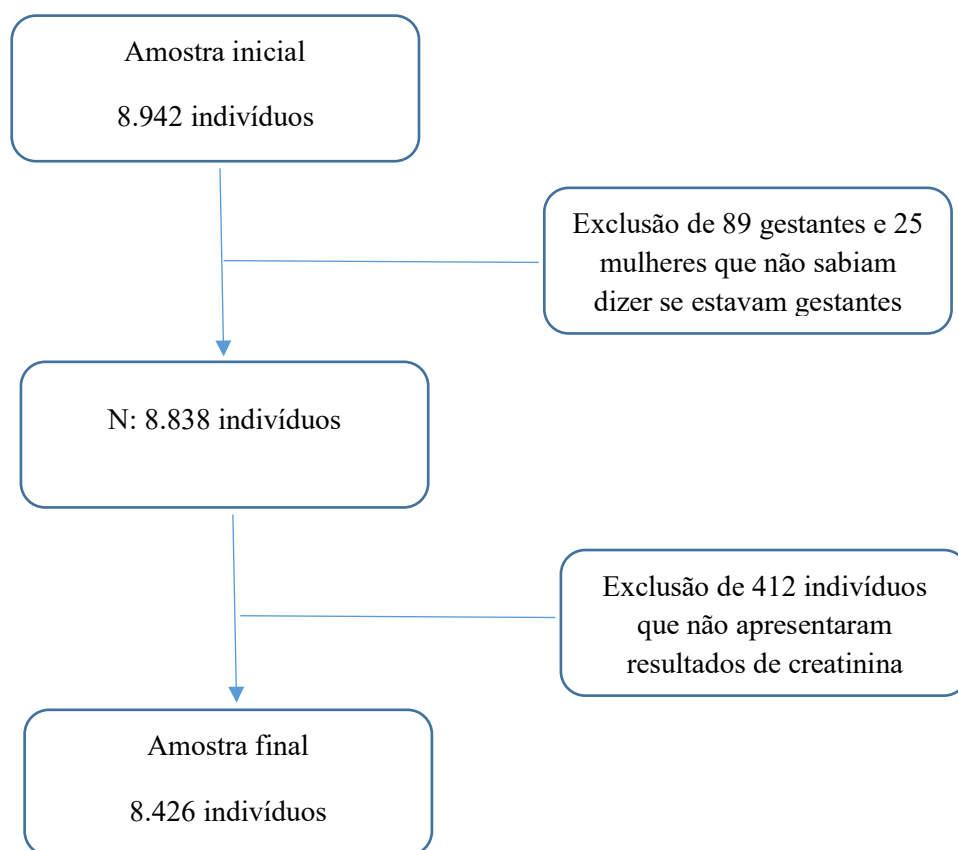 Amostra inicial
8.942 indivíduos
Exclusão de 89 gestantes e 25
mulheres que não sabiam
dizer se estavam gestantes
N: 8.838 indivíduos
Exclusão de 412 indivíduos
que não apresentaram
resultados de creatinina
Amostra final
8.426 indivíduos